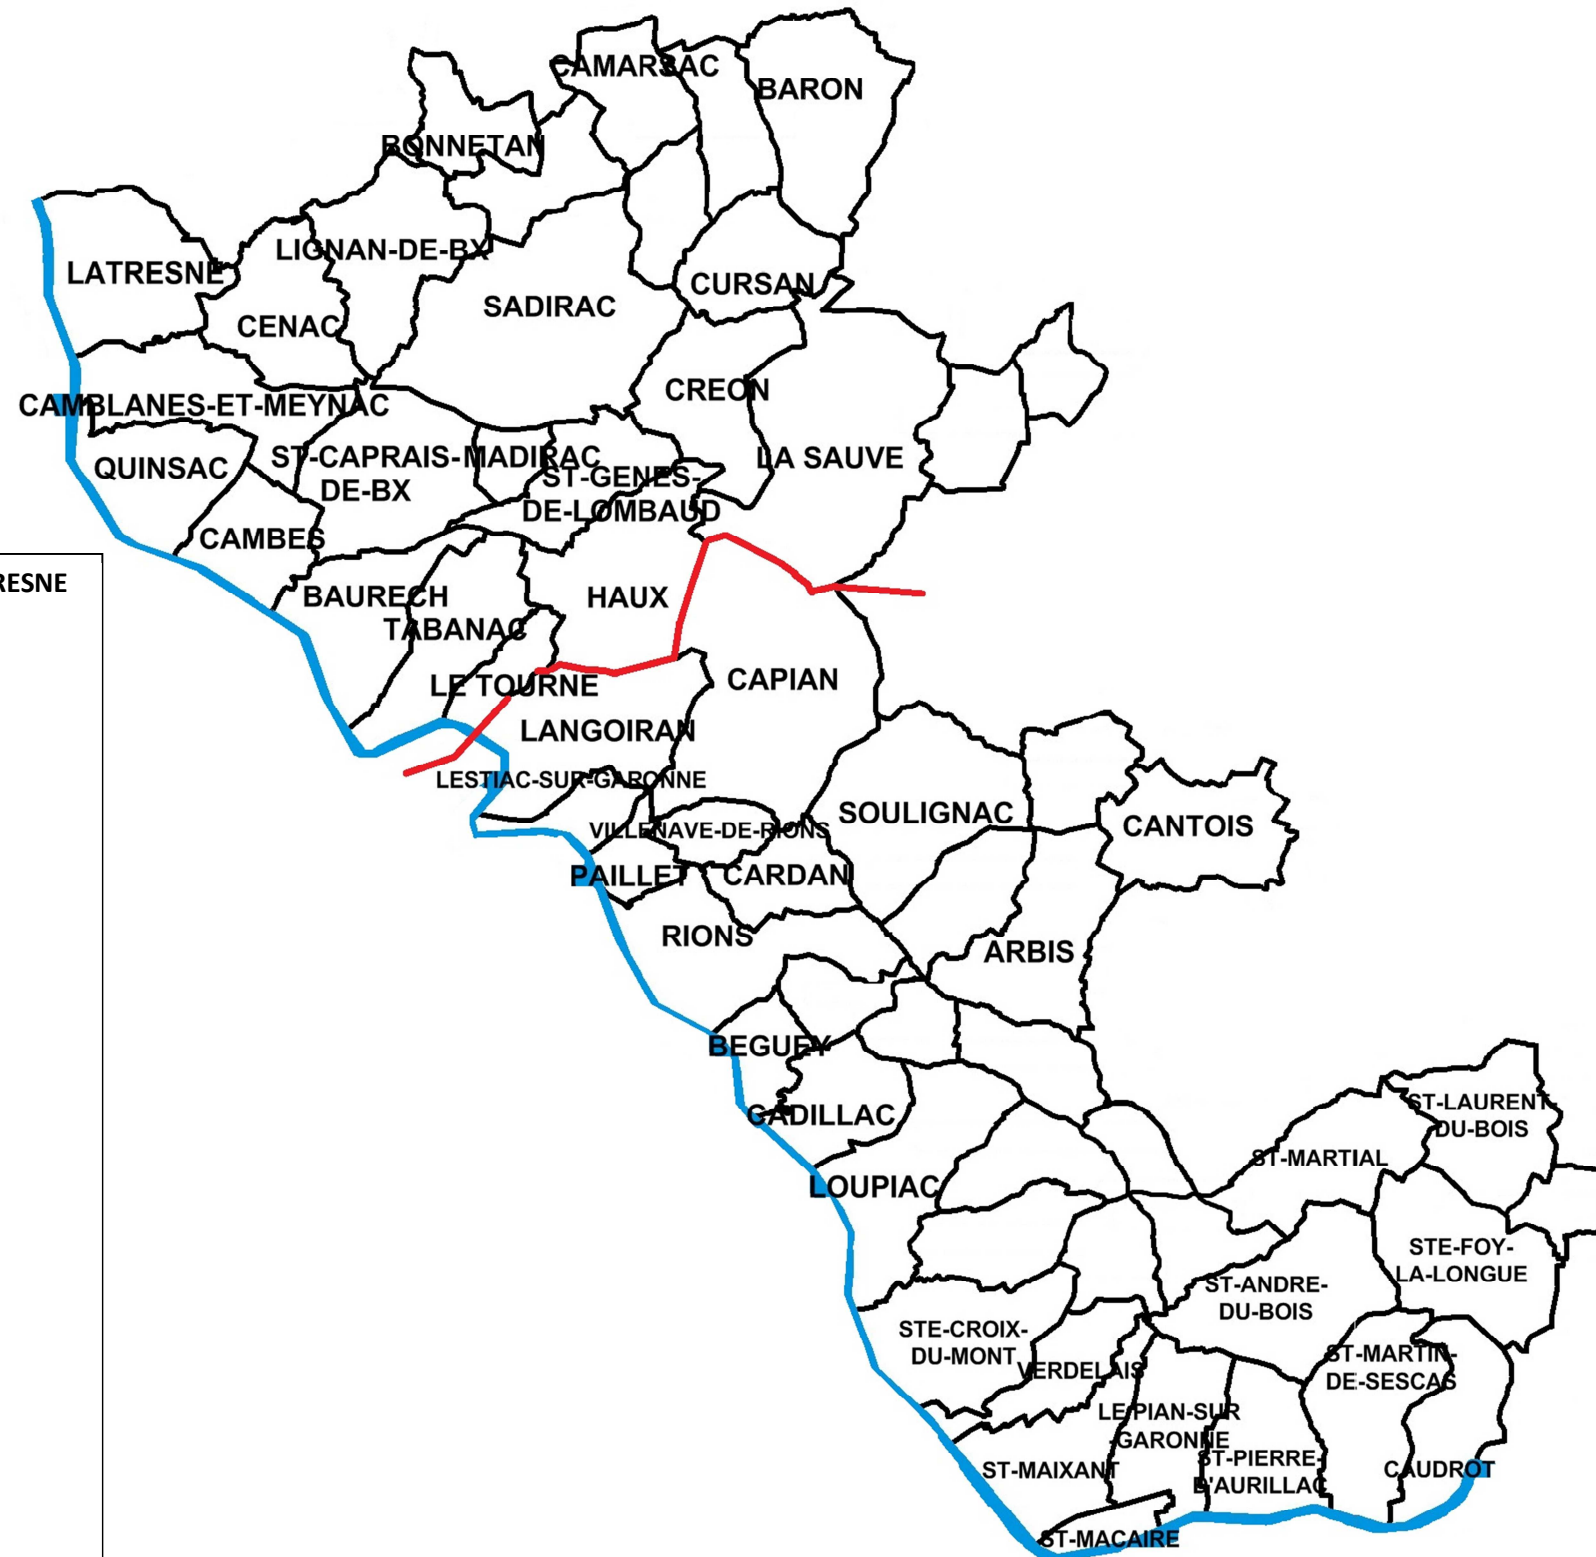 CAMARSAC
BARON
BONNETAN
LIGNAN-DE-BX
LATRESNE
CURSAN
SADIRAC
CENAC
CREON
CAMBLANES-ET-MEYNAC
ST-CAPRAIS-
DE-BX
MADIRAC
LA SAUVE
QUINSAC
ST-GENES-
DE-LOMBAUD
CAMBES
RESNE
BAURECH
HAUX
TABANAC
LE TOURNE
CAPIAN
LANGOIRAN
LESTIAC-SUR-GARONNE
SOULIGNAC
CANTOIS
VILLENAVE-DE-RIONS
PAILLET
CARDAN
RIONS
ARBIS
BEGUEY
CADILLAC
ST-LAURENT-
DU-BOIS
ST-MARTIAL
LOUPIAC
STE-FOY-
LA-LONGUE
ST-ANDRE-
DU-BOIS
STE-CROIX-
DU-MONT
VERDELAIS
ST-MARTIN-
DE-SESCAS
LE PIAN-SUR
-GARONNE
ST-PIERRE-
D'AURILLAC
ST-MAIXANT
CAUDROT
ST-MACAIRE